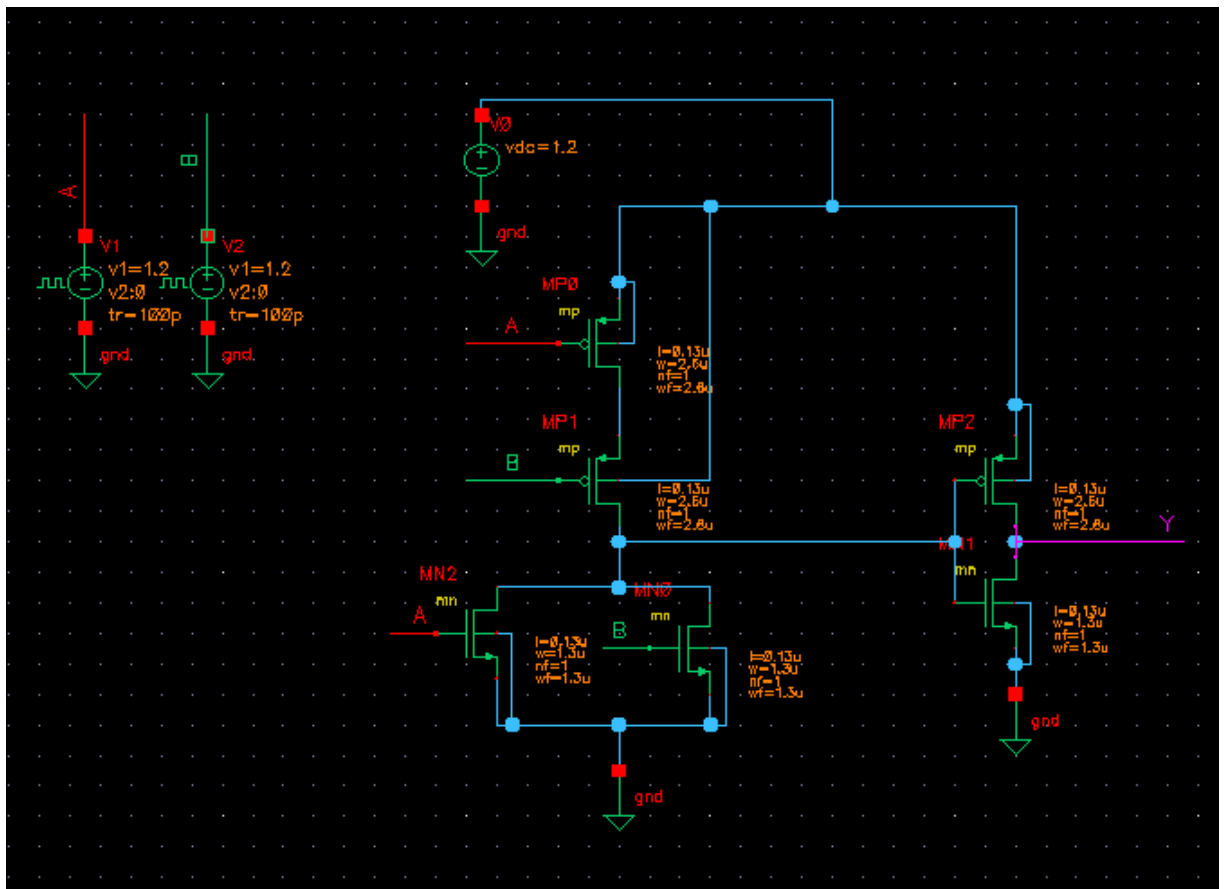 A
V1
v1=1.2
v2:0
tr=100p
gnd
B
V2
v1=1.2
v2:0
tr=100p
gnd
V0
vdc=1.2
gnd
MP0
mp
A
l=0.13u
w=2.6u
nf=1
wf=2.6u
MP1
mp
B
l=0.13u
w=2.6u
nf=1
wf=2.6u
MN2
mn
A
l=0.13u
w=1.3u
nf=1
wf=1.3u
MN0
mn
B
l=0.13u
w=1.3u
nf=1
wf=1.3u
gnd
MP2
mp
l=0.13u
w=2.6u
nf=1
wf=2.6u
Y
MN1
mn
l=0.13u
w=1.3u
nf=1
wf=1.3u
gnd